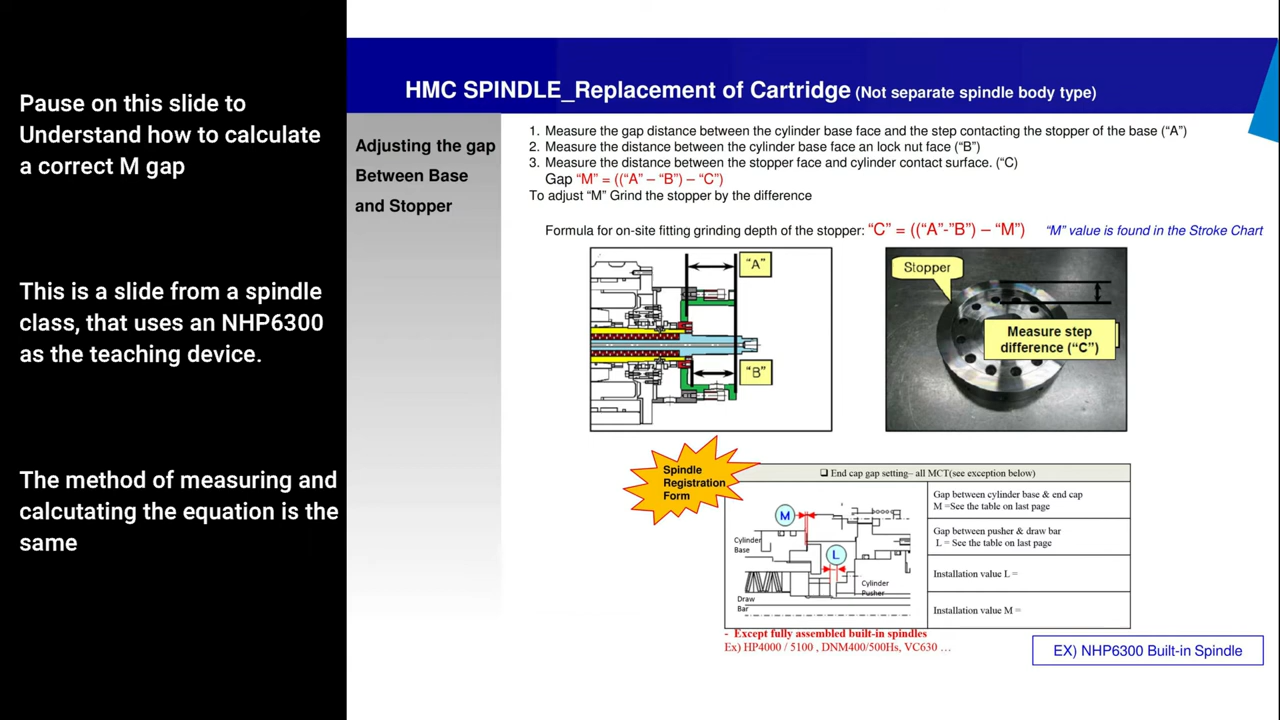 Pause on this slide to
Understand how to calculate
a correct M gap
This is a slide from a spindle
class, that uses an NHP6300
as the teaching device.
The method of measuring and
calcutating the equation is the
same
HMC SPINDLE_Replacement of Cartridge (Not separate spindle body type)
Adjusting the gap
Between Base
and Stopper
1. Measure the gap distance between the cylinder base face and the step contacting the stopper of the base (“A”)
2. Measure the distance between the cylinder base face an lock nut face (“B”)
3. Measure the distance between the stopper face and cylinder contact surface. (“C)
Gap “M” = ((“A” – “B”) – “C”)
To adjust “M” Grind the stopper by the difference
Formula for on-site fitting grinding depth of the stopper: “C” = ((“A”-”B”) – “M”) “M” value is found in the Stroke Chart
“A”
“B”
Stopper
Measure step
difference (“C”)
Spindle
Registration
Form
❑ End cap gap setting– all MCT(see exception below)
M
Cylinder
Base
L
Cylinder
Pusher
Draw
Bar
Gap between cylinder base & end cap
M =See the table on last page
Gap between pusher & draw bar
L = See the table on last page
Installation value L =
Installation value M =
- Except fully assembled built-in spindles
Ex) HP4000 / 5100 , DNM400/500Hs, VC630 …
EX) NHP6300 Built-in Spindle